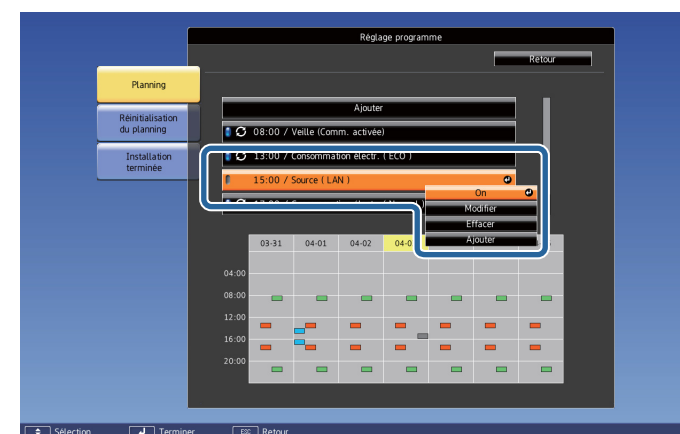 Réglage programme
Retour
Planning
Réinitialisation
du planning
Installation
terminée
Ajouter
08:00 / Veille (Comm. activée)
13:00 / Consommation électr. ( ECO )
15:00 / Source ( LAN )
On
Modifier
Effacer
Ajouter
03-31 04-01 04-02
04:00
08:00
12:00
16:00
20:00
Sélection Terminer ESC Retour